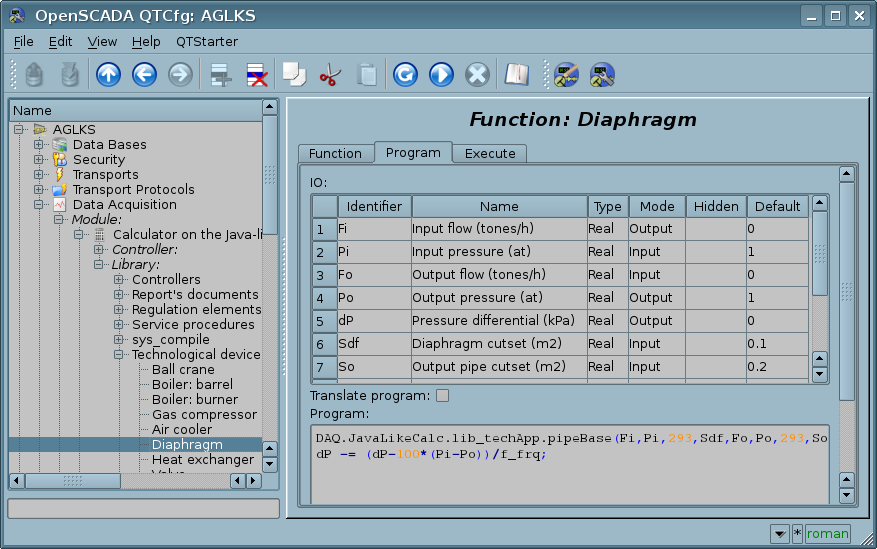 OpenSCADA QTCfg: AGLKS
File Edit View Help QTStarter
Name
AGLKS
Data Bases
Security
Transports
Transport Protocols
Data Acquisition
Module:
Calculator on the Java-li
Controller:
Library:
Controllers
Report's documents
Regulation elements
Service procedures
sys_compile
Technological device
Ball crane
Boiler: barrel
Boiler: burner
Gas compressor
Air cooler
Diaphragm
Heat exchanger
Function: Diaphragm
Function Program Execute
IO:
Identifier Name Type Mode Hidden Default
1 Fi Input flow (tones/h) Real Output 0
2 Pi Input pressure (at) Real Input 1
3 Fo Output flow (tones/h) Real Input 0
4 Po Output pressure (at) Real Output 1
5 dP Pressure differential (kPa) Real Output 0
6 Sdf Diaphragm cutset (m2) Real Input 0.1
7 So Output pipe cutset (m2) Real Input 0.2
Translate program:
Program:
DAQ.JavaLikeCalc.lib_techApp.pipeBase(Fi,Pi,293,Sdf,Fo,Po,293,So
dP -= (dP-100*(Pi-Po))/f_frq;
* roman